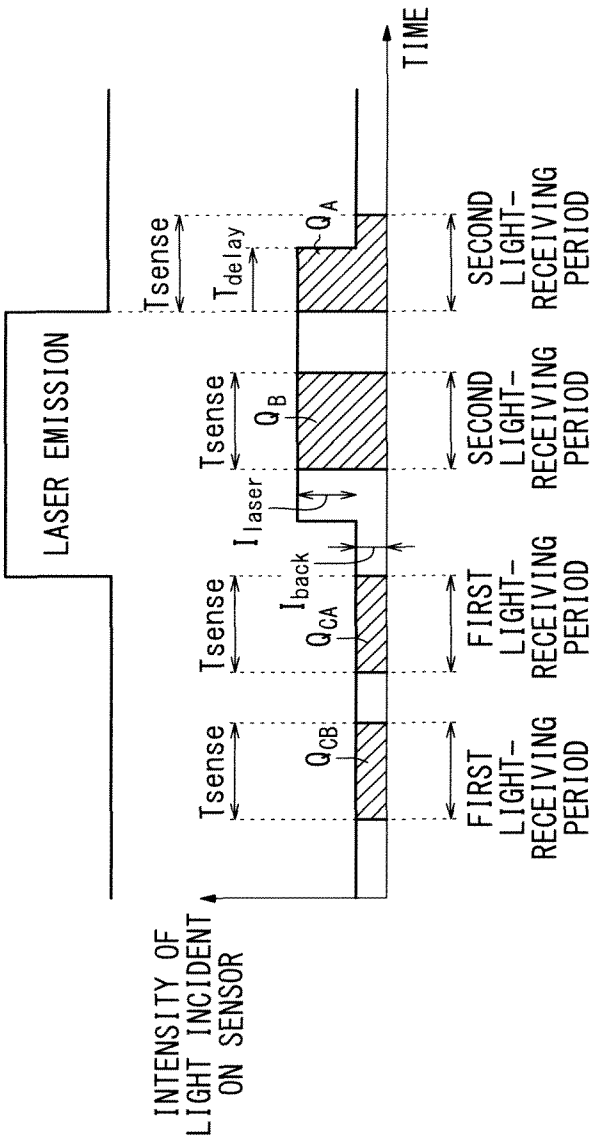 LASER EMISSION
Tsense
Tsense
Tsense
Tsense
Tdelay
QCB
QCA
QB
QA
Iback
Ilaser
INTENSITY OF
LIGHT INCIDENT
ON SENSOR
TIME
FIRST
LIGHT-
RECEIVING
PERIOD
FIRST
LIGHT-
RECEIVING
PERIOD
SECOND
LIGHT-
RECEIVING
PERIOD
SECOND
LIGHT-
RECEIVING
PERIOD